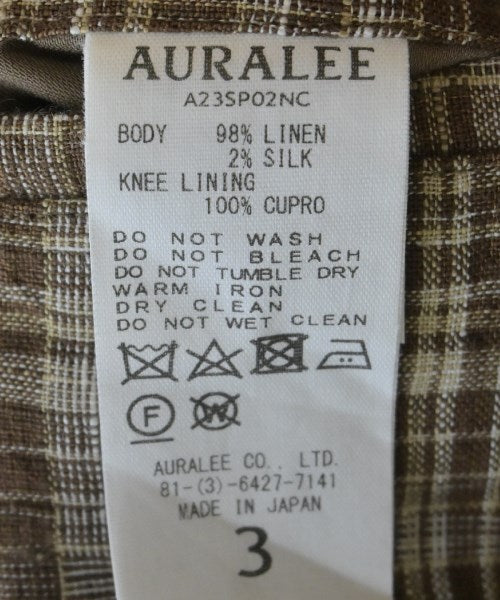 AURALEE
A23SP02NC
BODY 98% LINEN
2% SILK
KNEE LINING
100% CUPRO
DO NOT WASH
DO NOT BLEACH
DO NOT TUMBLE DRY
WARM IRON
DRY CLEAN
DO NOT WET CLEAN
F W
AURALEE CO., LTD.
81-(3)-6427-7141
MADE IN JAPAN
3